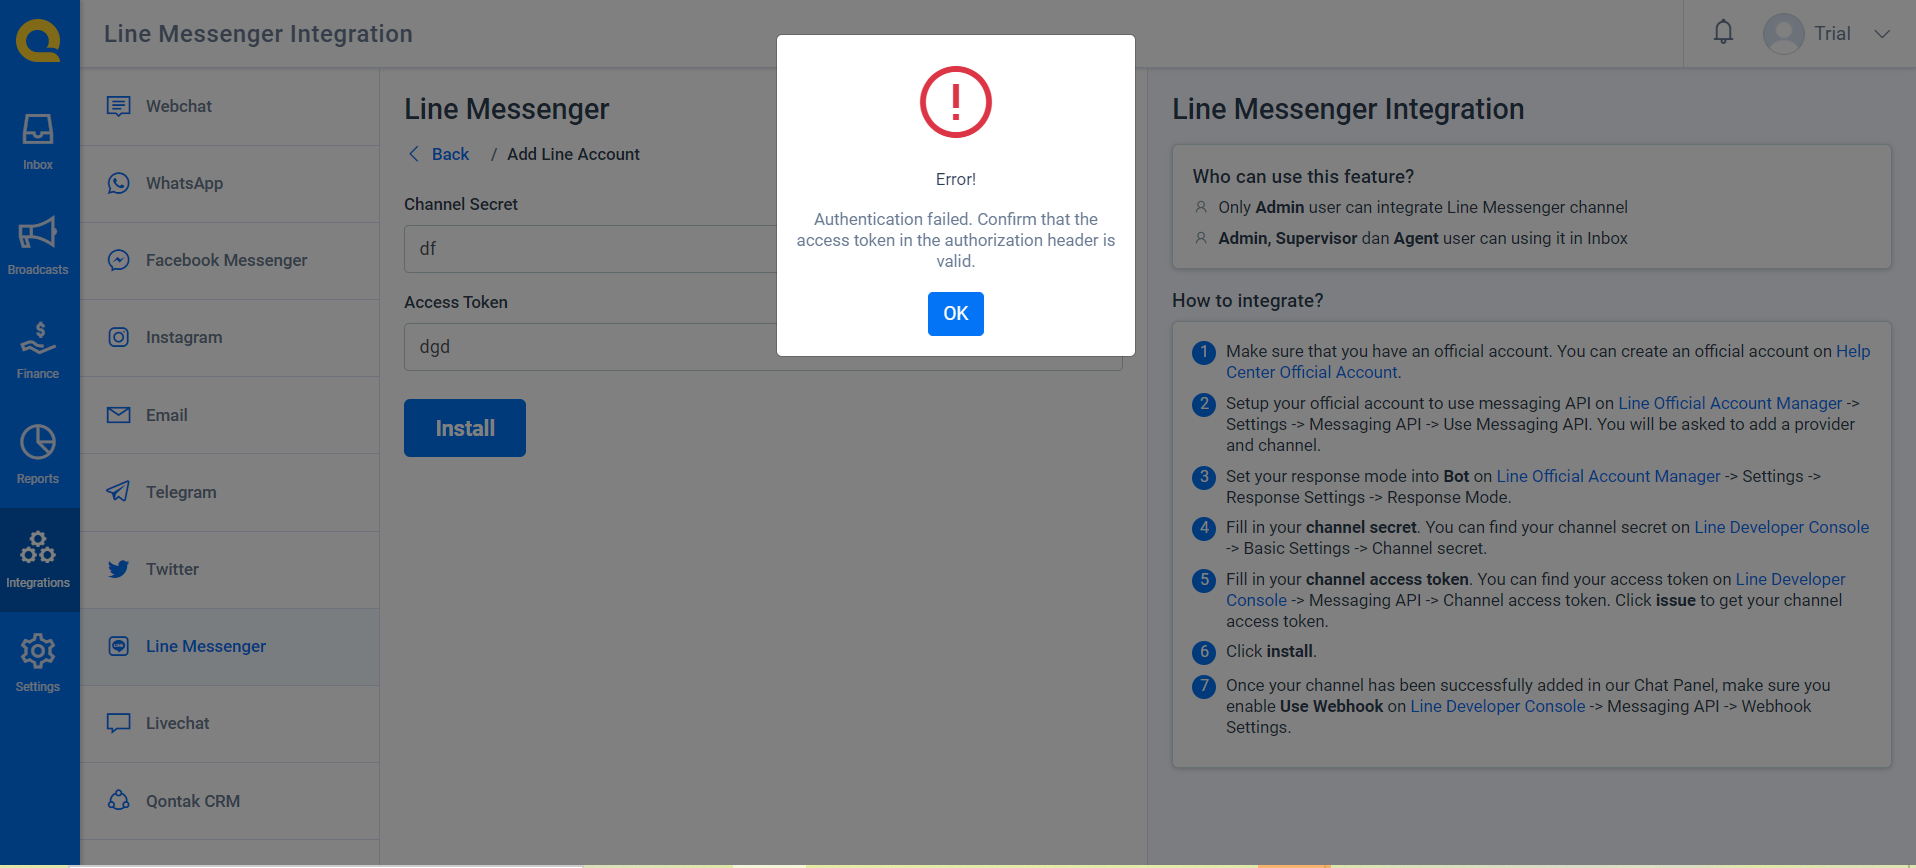 Line Messenger Integration
Trial
Inbox
Broadcasts
Finance
Reports
Integrations
Settings
Webchat
WhatsApp
Facebook Messenger
Instagram
Email
Telegram
Twitter
Line Messenger
Livechat
Qontak CRM
Line Messenger
Back / Add Line Account
Channel Secret
df
Access Token
dgd
Install
!
Error!
Authentication failed. Confirm that the
access token in the authorization header is
valid.
OK
Line Messenger Integration
Who can use this feature?
Only Admin user can integrate Line Messenger channel
Admin, Supervisor dan Agent user can using it in Inbox
How to integrate?
1 Make sure that you have an official account. You can create an official account on Help
Center Official Account.
2 Setup your official account to use messaging API on Line Official Account Manager ->
Settings -> Messaging API -> Use Messaging API. You will be asked to add a provider
and channel.
3 Set your response mode into Bot on Line Official Account Manager -> Settings ->
Response Settings -> Response Mode.
4 Fill in your channel secret. You can find your channel secret on Line Developer Console
-> Basic Settings -> Channel secret.
5 Fill in your channel access token. You can find your access token on Line Developer
Console -> Messaging API -> Channel access token. Click issue to get your channel
access token.
6 Click install.
7 Once your channel has been successfully added in our Chat Panel, make sure you
enable Use Webhook on Line Developer Console -> Messaging API -> Webhook
Settings.